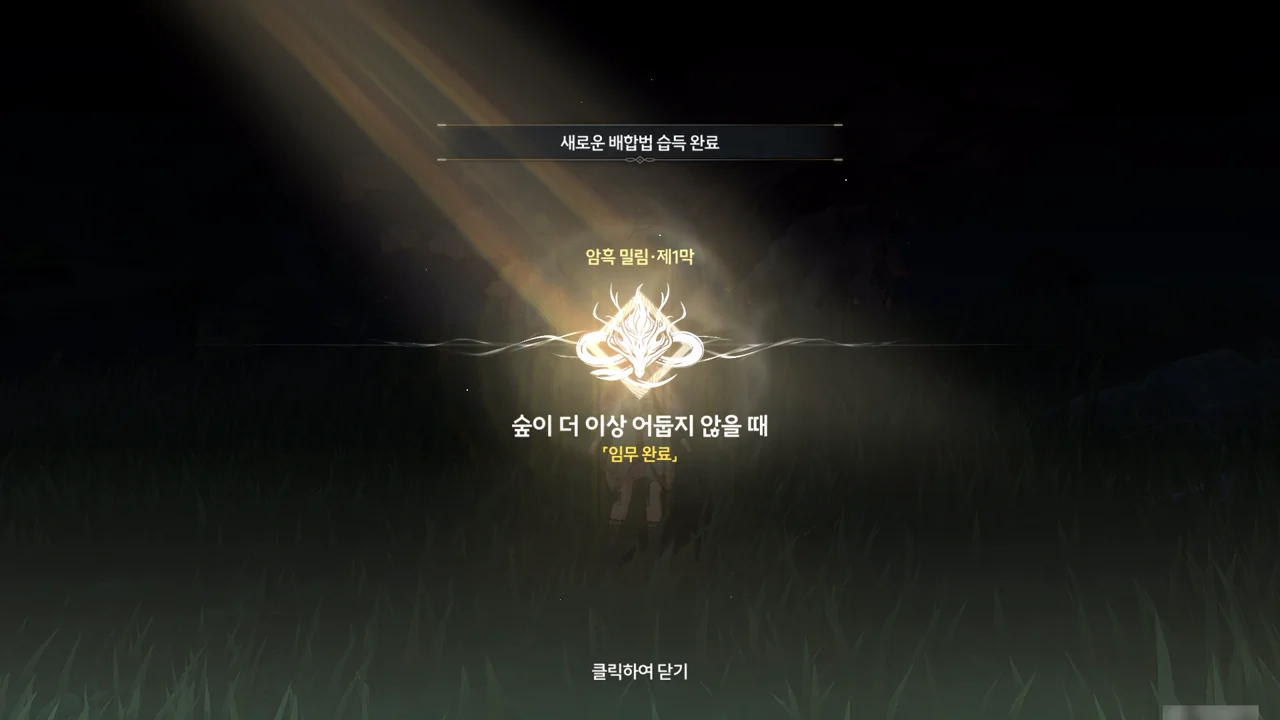 새로운 배합법 습득 완료
암흑 밀림·제1막
숲이 더 이상 어둡지 않을 때
「임무 완료」
클릭하여 닫기